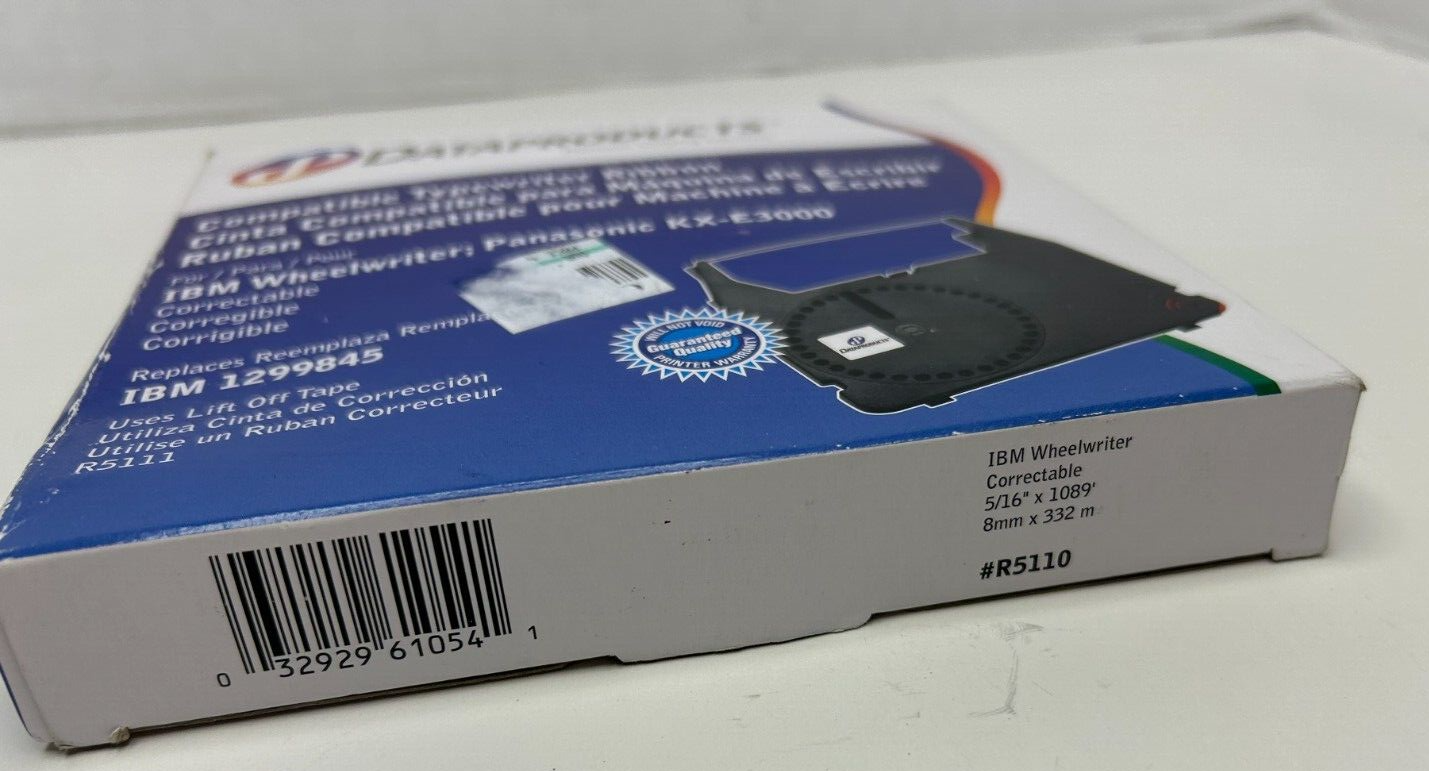 DATAPRODUCTS
Compatible Typewriter Ribbon
Cinta Compatible Para Máquina de Escribir
Ruban Compatible pour Machine à Écrire
For / Para / Pour
IBM Wheelwriter; Panasonic KX-E3000
Correctable
Corregible
Corrigible
Replaces Reemplaza
IBM 1299845
Uses Lift Off Tape
Utiliza Cinta de Corrección
Utilise un Ruban Correcteur
R5111
WILL NOT VOID
Guaranteed
Quality
PRINTER WARRANTY
DATAPRODUCTS
IBM Wheelwriter
Correctable
5/16" x 1089'
8mm x 332 m
#R5110
0 32929 61054 1